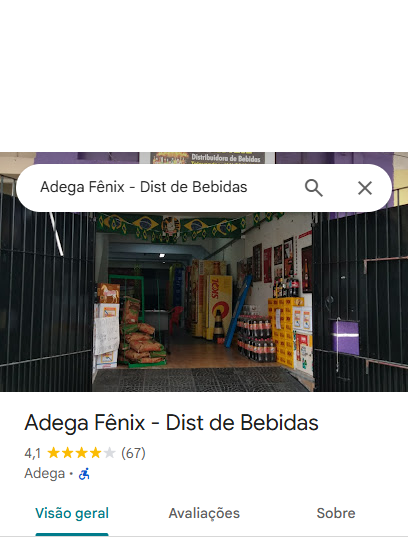 Distribuidora de Bebidas
Adega Fênix - Dist de Bebidas
SKOL
Adega Fênix - Dist de Bebidas
4,1 (67)
Adega •
Visão geral Avaliações Sobre